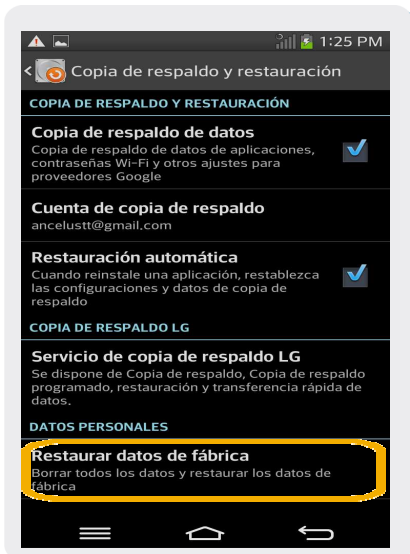 1:25 PM
Copia de respaldo y restauración
COPIA DE RESPALDO Y RESTAURACIÓN
Copia de respaldo de datos
Copia de respaldo de datos de aplicaciones,
contraseñas Wi-Fi y otros ajustes para
proveedores Google
Cuenta de copia de respaldo
ancelustt@gmail.com
Restauración automática
Cuando reinstale una aplicación, restablezca
las configuraciones y datos de copia de
respaldo
COPIA DE RESPALDO LG
Servicio de copia de respaldo LG
Se dispone de Copia de respaldo, Copia de respaldo
programado, restauración y transferencia rápida de
datos.
DATOS PERSONALES
Restaurar datos de fábrica
Borrar todos los datos y restaurar los datos de
fábrica